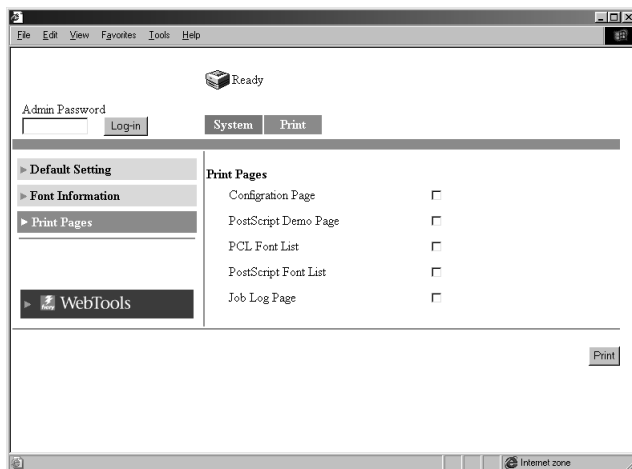 File Edit View Favorites Tools Help
Ready
Admin Password
Log-in
System Print
Default Setting
Font Information
Print Pages
WebTools
Print Pages
Configration Page
PostScript Demo Page
PCL Font List
PostScript Font List
Job Log Page
Print
Internet zone